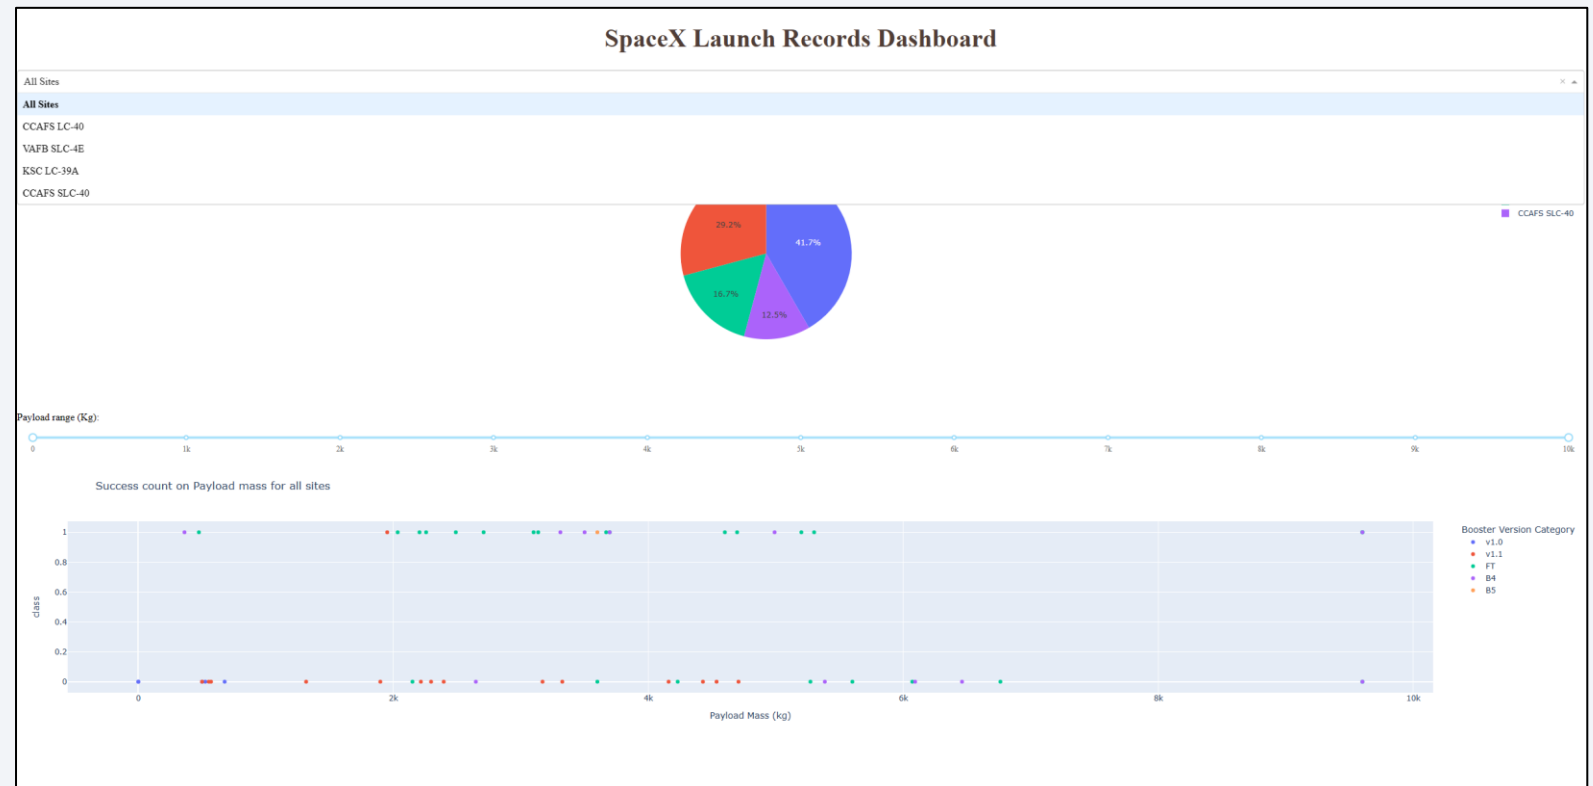 SpaceX Launch Records Dashboard
All Sites × ▲
All Sites
CCAFS LC-40
VAFB SLC-4E
KSC LC-39A
CCAFS SLC-40
CCAFS SLC-40
29.2%
41.7%
16.7%
12.5%
Payload range (Kg):
0 1k 2k 3k 4k 5k 6k 7k 8k 9k 10k
Success count on Payload mass for all sites
1
0.8
0.6
0.4
0.2
0
class
0 2k 4k 6k 8k 10k
Payload Mass (kg)
Booster Version Category
v1.0
v1.1
FT
B4
B5